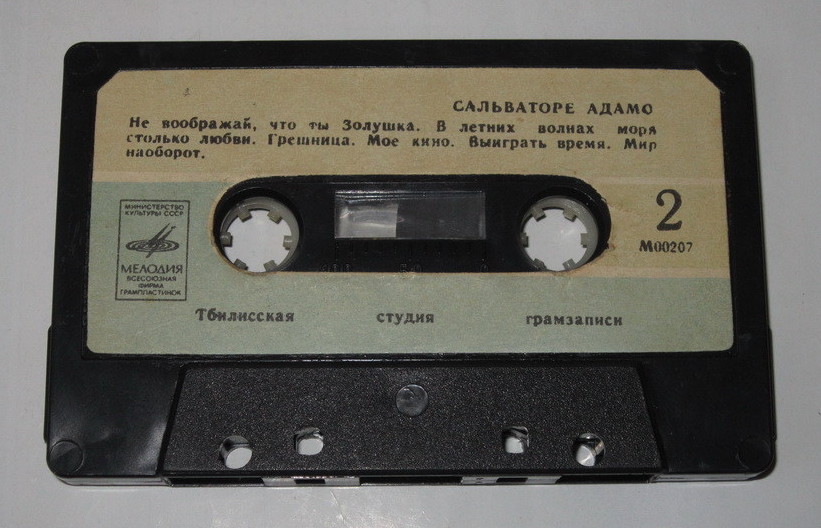 САЛЬВАТОРЕ АДАМО
Не воображай, что ты Золушка. В летних волнах моря
столько любви. Грешница. Мое кино. Выиграть время. Мир
наоборот.
МИНИСТЕРСТВО
КУЛЬТУРЫ СССР
МЕЛОДИЯ
ВСЕСОЮЗНАЯ
ФИРМА
ГРАМПЛАСТИНОК
2
М00207
Тбилисская студия грамзаписи